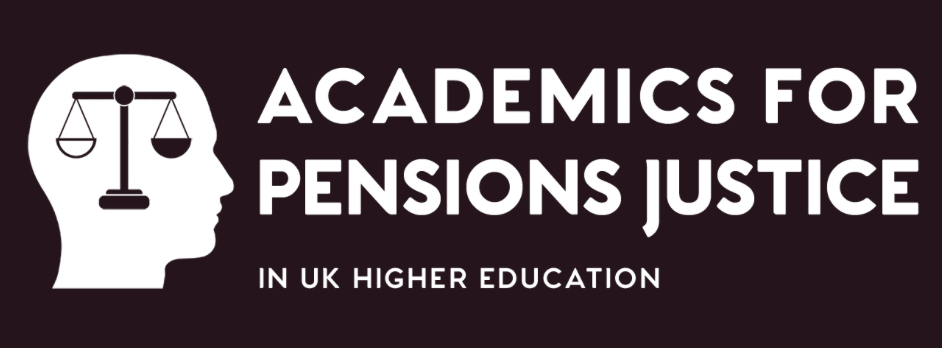 ACADEMICS FOR
PENSIONS JUSTICE
IN UK HIGHER EDUCATION